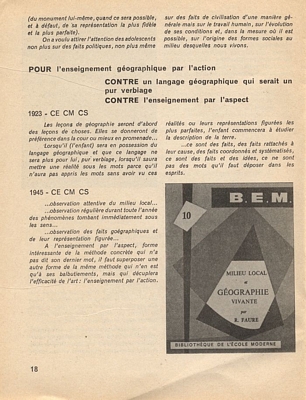 (du monument lui-même, quand ce sera possible,
et à défaut, de sa représentation la plus fidèle
et la plus parfaite).
On a voulu attirer l'attention des adolescents
non plus sur des faits politiques, non plus même
sur des faits de civilisation d'une manière gé-
nérale mais sur le travail humain, sur l'évolution
de ses conditions et, dans la mesure où il est
possible, sur l'origine des formes sociales au
milieu desquelles nous vivons.
POUR l'enseignement géographique par l'action
CONTRE un langage géographique qui serait un
pur verbiage
CONTRE l'enseignement par l'aspect
1923 - CE CM CS
Les leçons de géographie seront d'abord
des leçons de choses. Elles se donneront de
préférence dans la cour ou mieux en promenade...
Lorsqu'il (l'enfant) sera en possession du
langage géographique et que ce langage ne
sera plus pour lui, pur verbiage, lorsqu'il saura
mettre une réalité sous les mots parce qu'il
n'aura pas appris les mots sans avoir vu ces
réalités ou leurs représentations figurées les
plus parfaites, l'enfant commencera à étudier
la description de la terre.
...ce sont des faits, des faits rattachés à
leur cause, des faits coordonnés et systématisés,
ce sont des faits et des idées, ce ne sont
pas des mots qu'il faut déposer dans les
esprits.
1945 - CE CM CS
...observation attentive du milieu local...
...observation régulière durant toute l'année
des phénomènes tombant immédiatement sous
les sens...
...observation des faits géographiques et
de leur représentation figurée...
A l'enseignement par l'aspect, forme
intéressante de la méthode concrète qui n'a
pas dit son dernier mot, il faut superposer une
autre forme de la même méthode qui n'en est
qu'à ses balbutiements, mais qui décuplera
l'efficacité de l'art : l'enseignement par l'action.
B.E.M.
10
MILIEU LOCAL
et
GÉOGRAPHIE
VIVANTE
par
R. FAURE
BIBLIOTHÈQUE DE L'ÉCOLE MODERNE
18